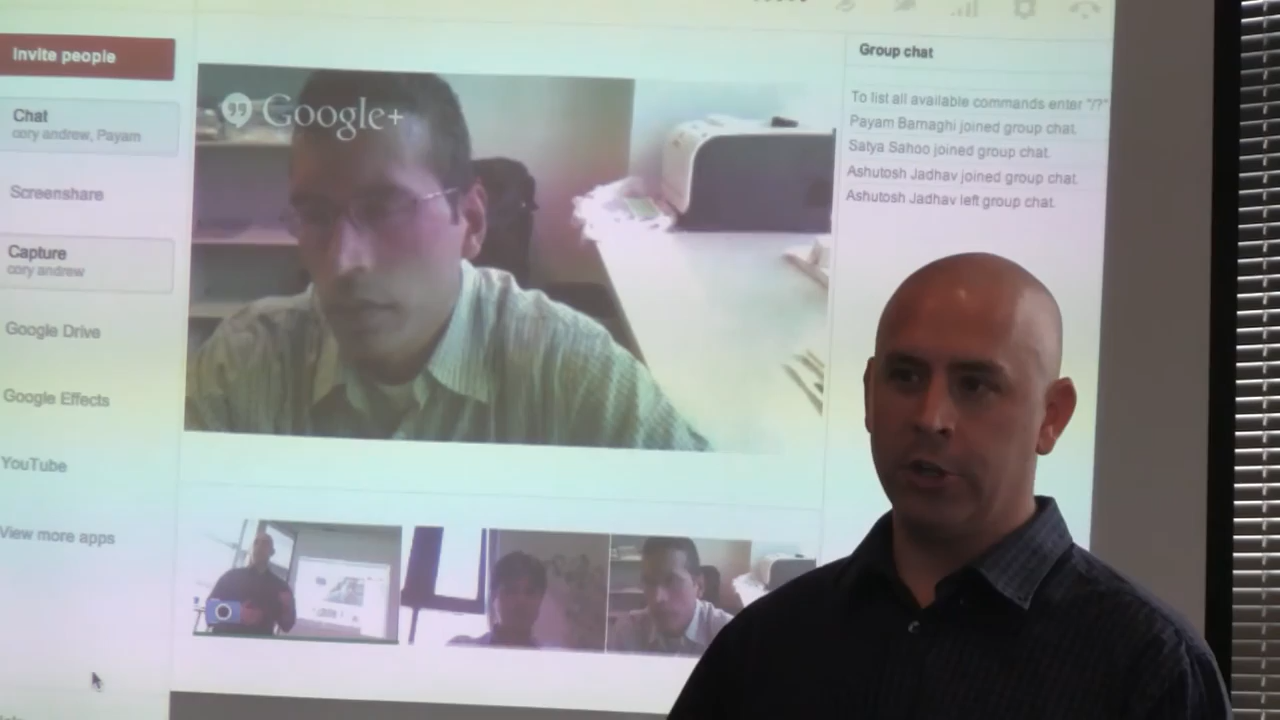 Invite people
Chat
cory andrew, Payam
Screenshare
Capture
cory andrew
Google Drive
Google Effects
YouTube
View more apps
Google+
Group chat
To list all available commands enter "/?"
Payam Barnaghi joined group chat.
Satya Sahoo joined group chat.
Ashutosh Jadhav joined group chat.
Ashutosh Jadhav left group chat.